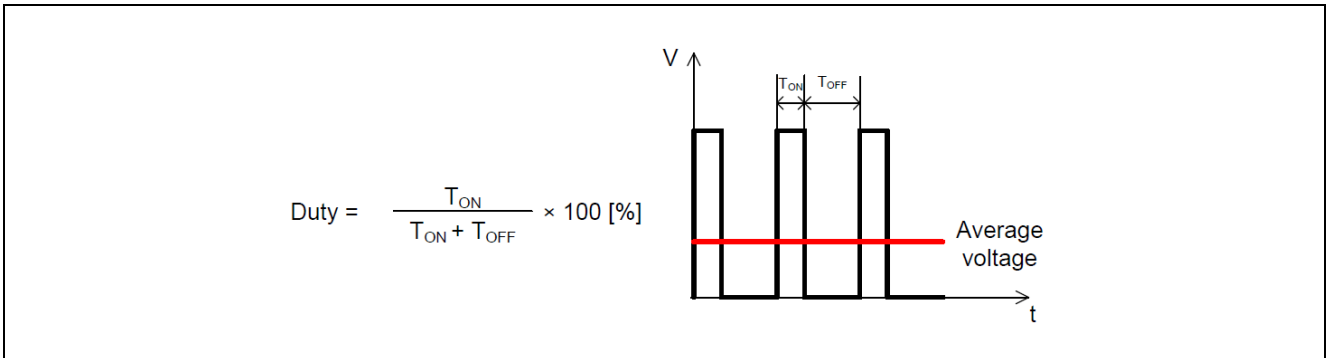 V
T_ON T_OFF
Duty = T_ON / T_ON + T_OFF × 100 [%]
Average
voltage
t